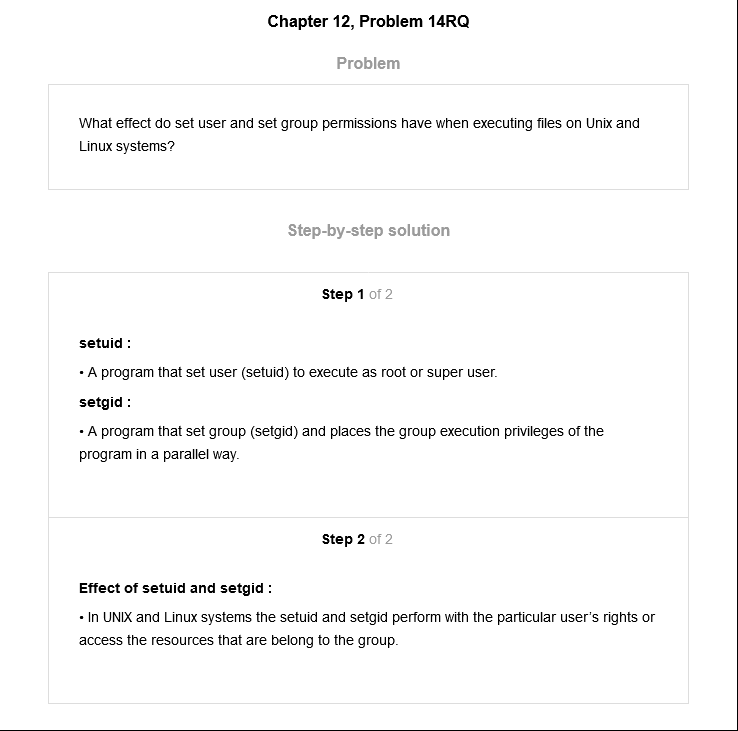 Chapter 12, Problem 14RQ
Problem
What effect do set user and set group permissions have when executing files on Unix and
Linux systems?
Step-by-step solution
Step 1 of 2
setuid :
• A program that set user (setuid) to execute as root or super user.
setgid :
• A program that set group (setgid) and places the group execution privileges of the
program in a parallel way.
Step 2 of 2
Effect of setuid and setgid :
• In UNIX and Linux systems the setuid and setgid perform with the particular user's rights or
access the resources that are belong to the group.